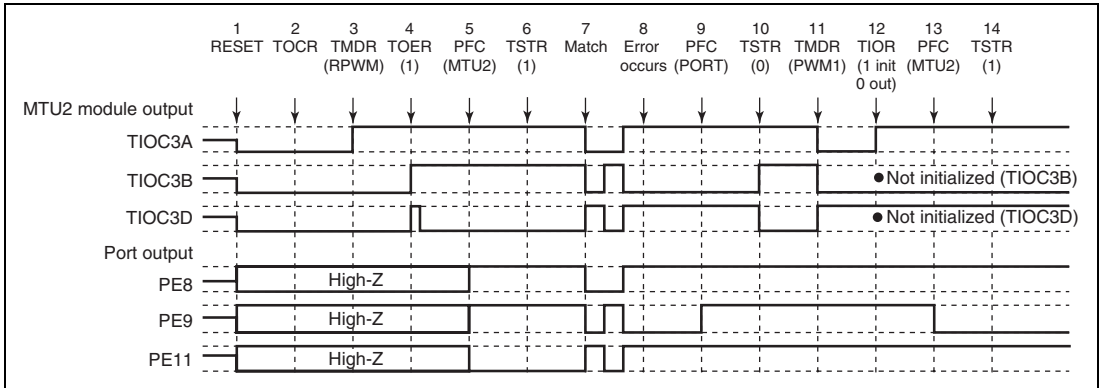 1 2 3 4 5 6 7 8 9 10 11 12 13 14
RESET TOCR TMDR TOER PFC TSTR Match Error PFC TSTR TMDR TIOR PFC TSTR
(RPWM) (1) (MTU2) (1) occurs (PORT) (0) (PWM1) (1 init (MTU2) (1)
0 out)
MTU2 module output
TIOC3A
TIOC3B
●Not initialized (TIOC3B)
TIOC3D
●Not initialized (TIOC3D)
Port output
PE8
High-Z
PE9
High-Z
PE11
High-Z